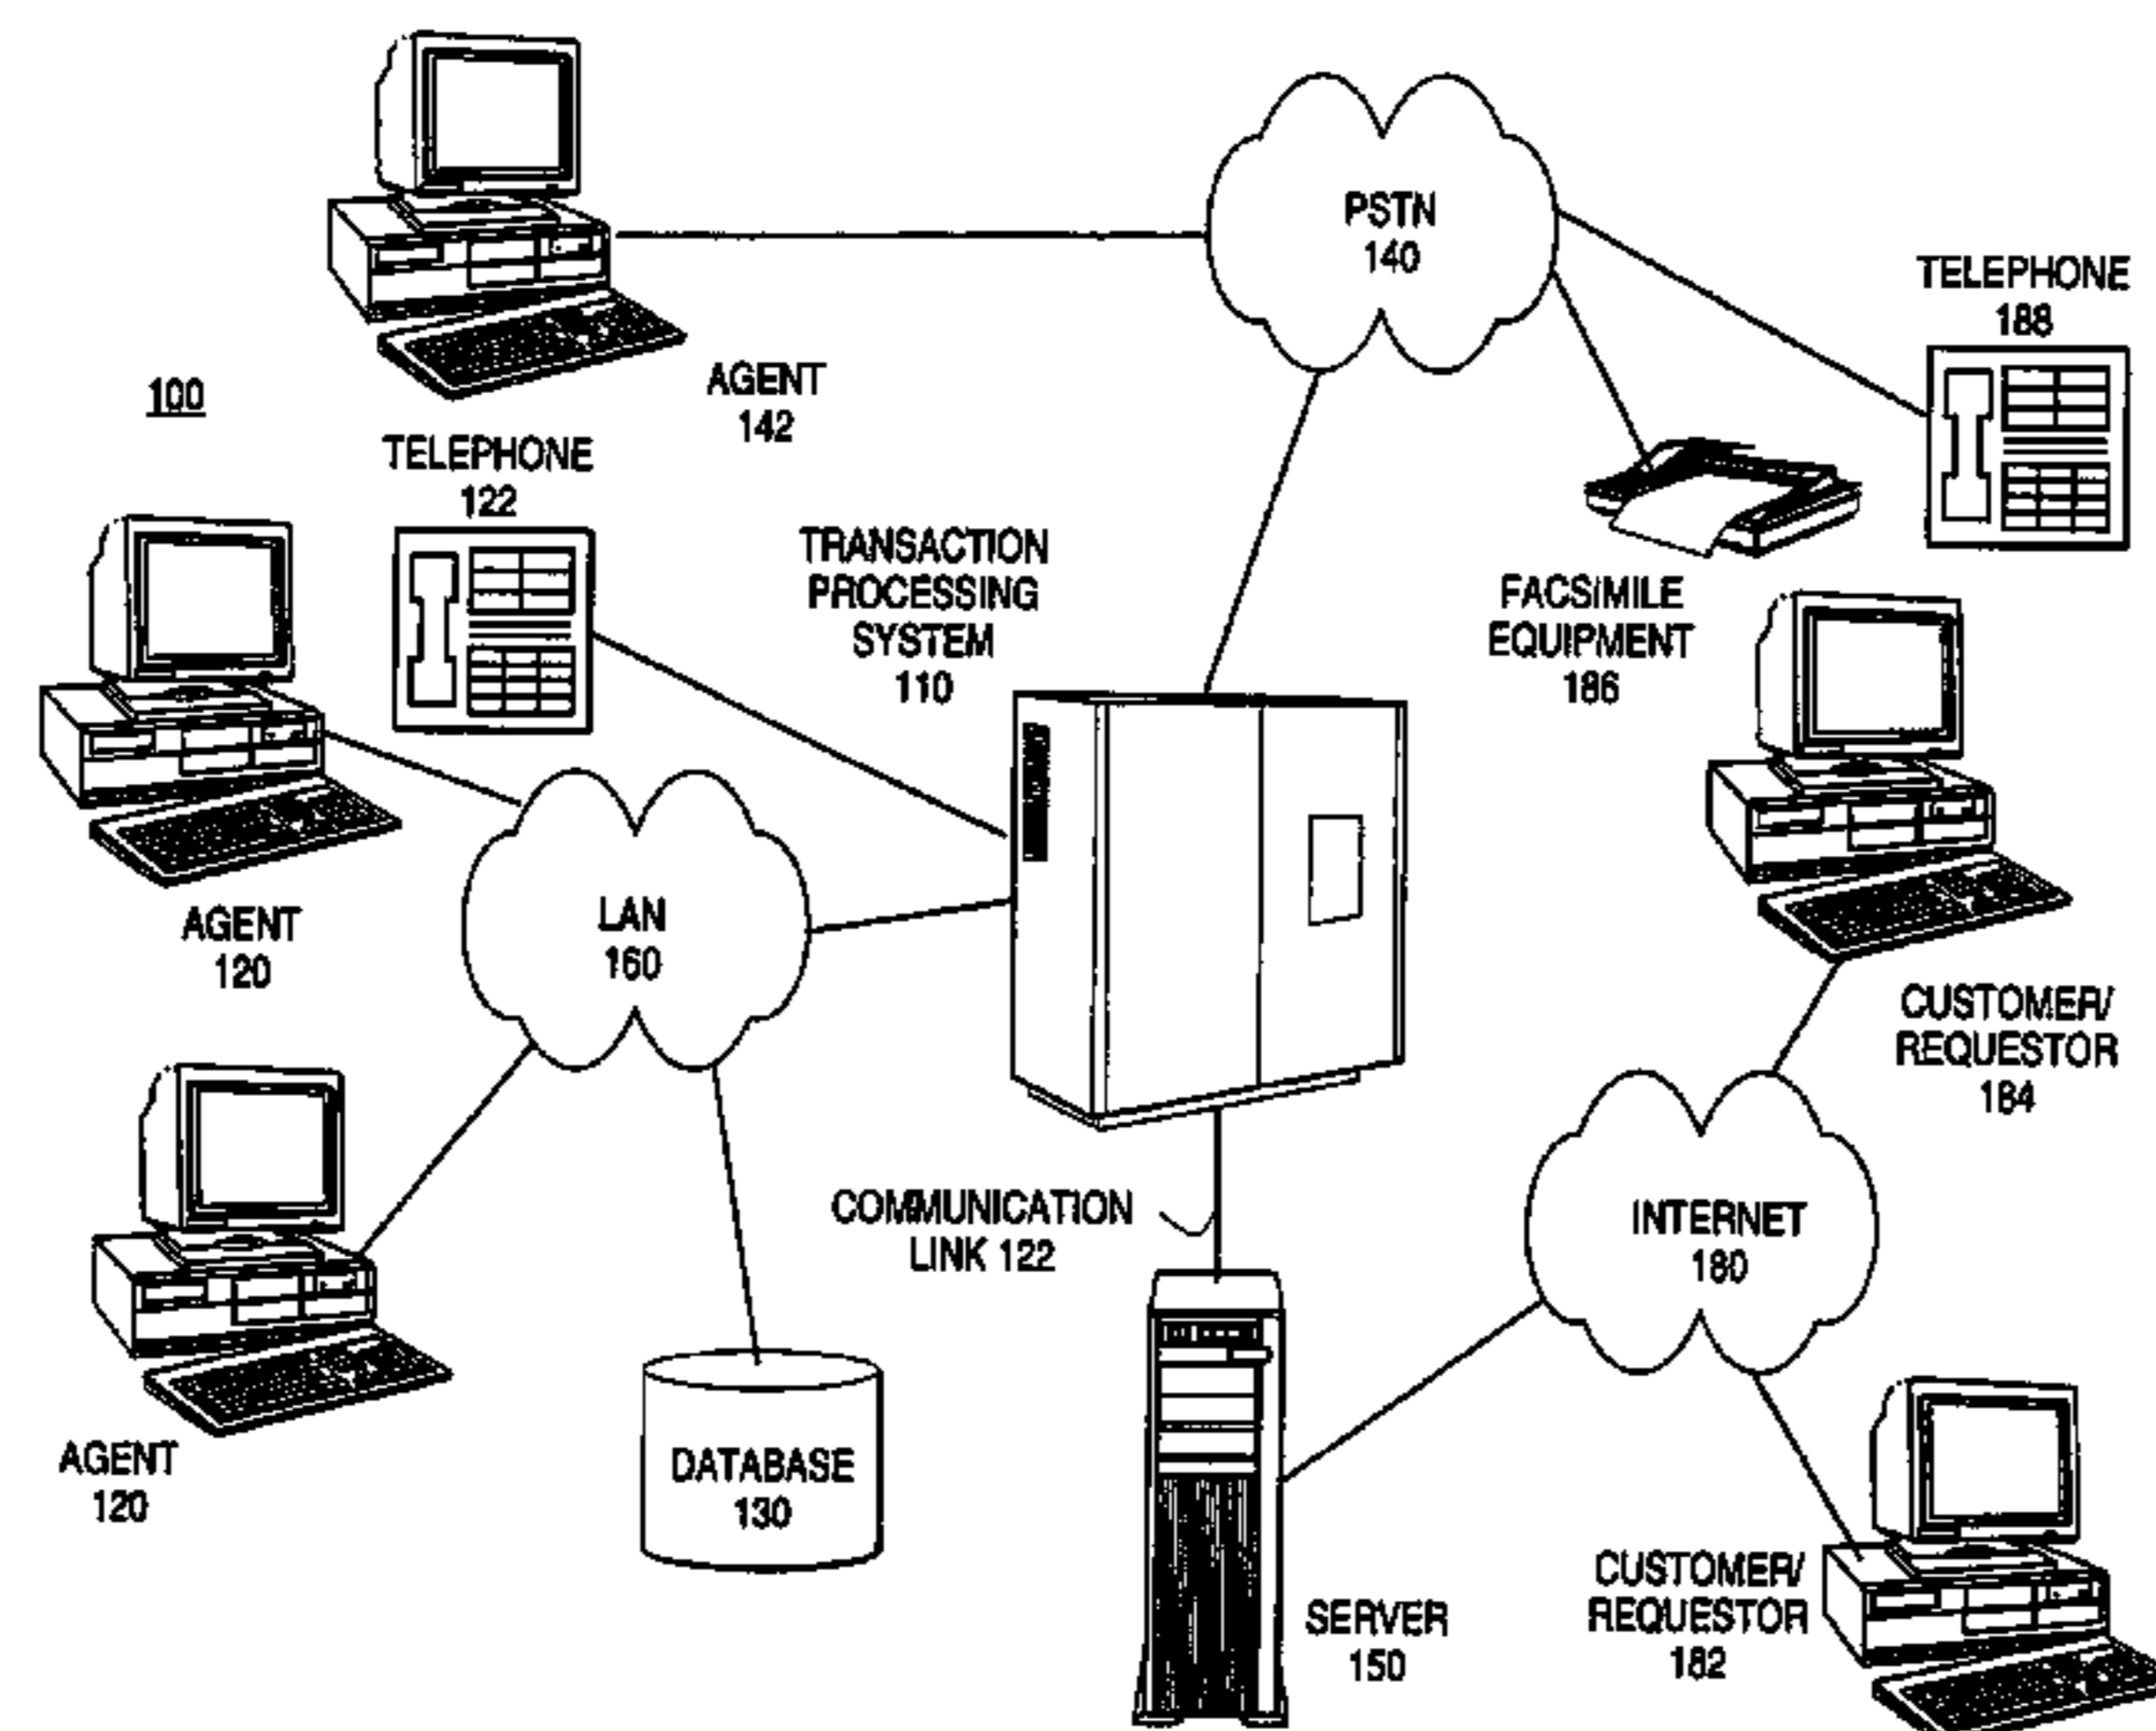 PSTN
140
TELEPHONE
188
AGENT
142
100
TELEPHONE
122
TRANSACTION
PROCESSING
SYSTEM
110
FACSIMILE
EQUIPMENT
186
AGENT
120
LAN
160
CUSTOMER/
REQUESTOR
184
COMMUNICATION
LINK 122
INTERNET
180
AGENT
120
DATABASE
130
SERVER
150
CUSTOMER/
REQUESTOR
182